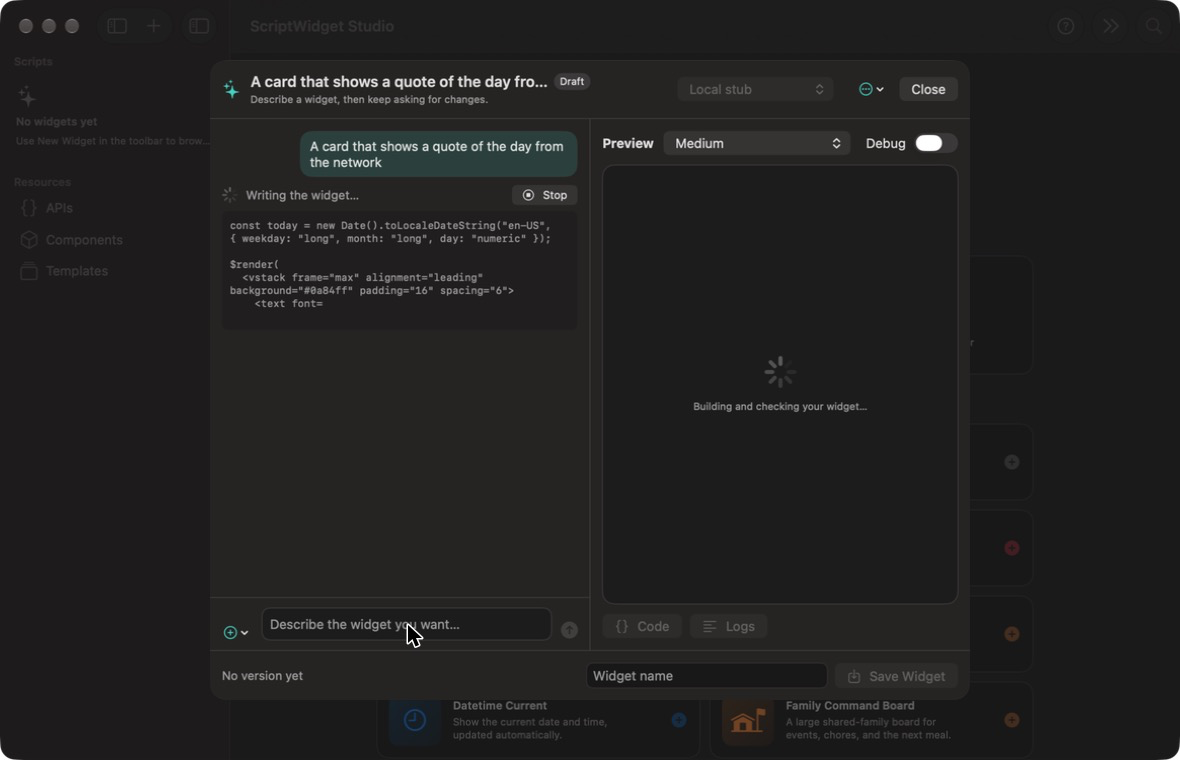 ScriptWidget Studio
Scripts
No widgets yet
Use New Widget in the toolbar to brow...
Resources
{} APIs
Components
Templates
A card that shows a quote of the day fro...
Draft
Describe a widget, then keep asking for changes.
Local stub
Close
A card that shows a quote of the day from
the network
Writing the widget...
Stop
const today = new Date().toLocaleDateString("en-US",
{ weekday: "long", month: "long", day: "numeric" });
$render(
<vstack frame="max" alignment="leading"
background="#0a84ff" padding="16" spacing="6">
<text font=
Describe the widget you want...
Preview
Medium
Debug
Building and checking your widget...
{} Code
Logs
No version yet
Widget name
Save Widget
Datetime Current
Show the current date and time,
updated automatically.
Family Command Board
A large shared-family board for
events, chores, and the next meal.